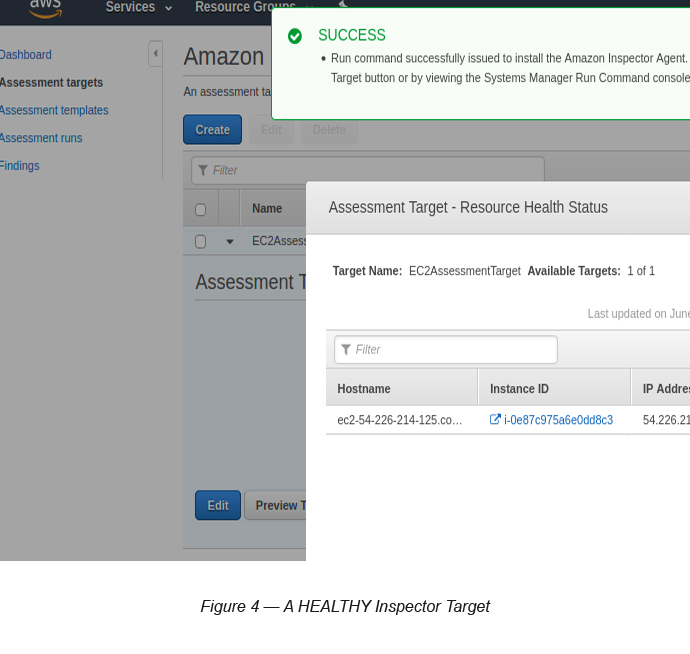 aws
Services
Resource Groups
SUCCESS
Run command successfully issued to install the Amazon Inspector Agent.
Target button or by viewing the Systems Manager Run Command console
Dashboard
Assessment targets
Assessment templates
Assessment runs
Findings
Amazon
An assessment ta
Create
Edit
Delete
Filter
Name
EC2Assess
Assessment T
Edit
Preview T
Assessment Target - Resource Health Status
Target Name: EC2AssessmentTarget Available Targets: 1 of 1
Last updated on June
Filter
Hostname Instance ID IP Addres
ec2-54-226-214-125.co… i-0e87c975a6e0dd8c3 54.226.21
Figure 4 — A HEALTHY Inspector Target